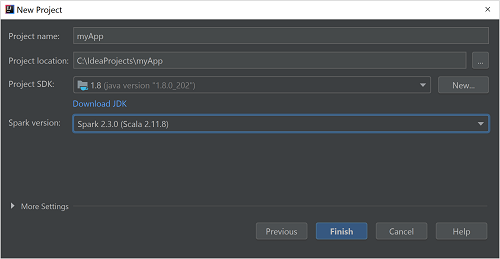 New Project
Project name: myApp
Project location: C:\IdeaProjects\myApp ...
Project SDK: 1.8 (java version "1.8.0_202") New...
Download JDK
Spark version: Spark 2.3.0 (Scala 2.11.8)
More Settings
Previous Finish Cancel Help